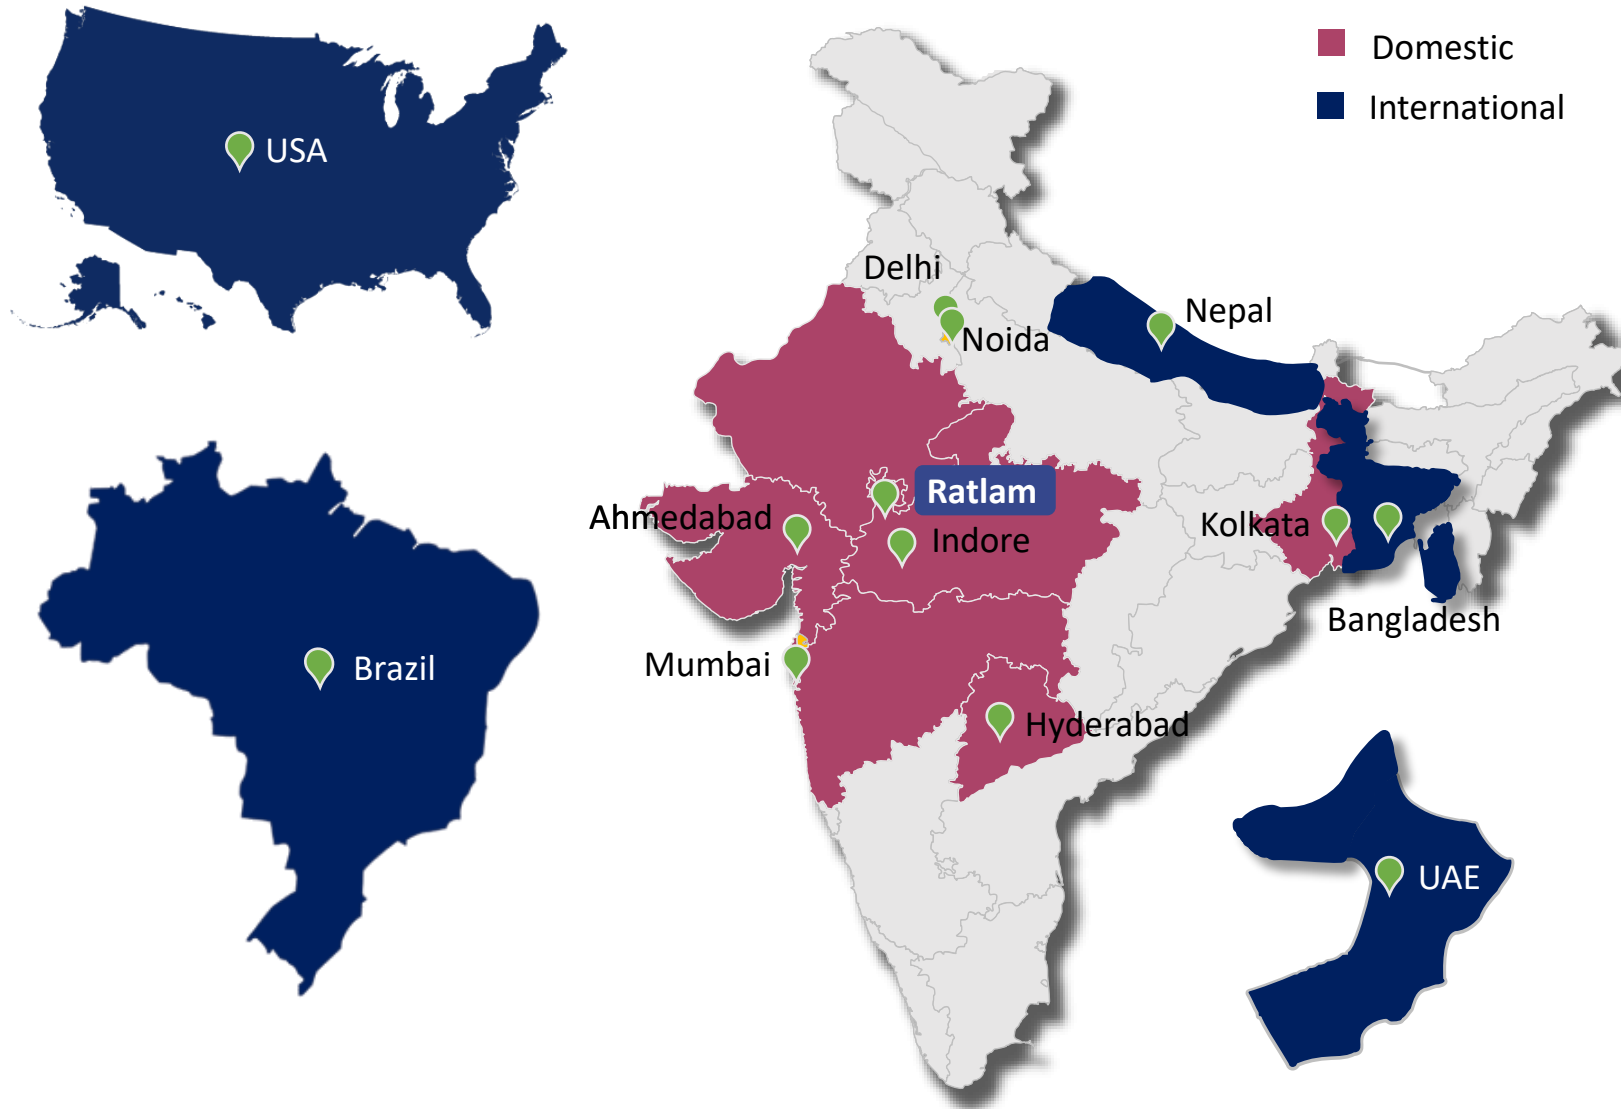 Domestic
International
USA
Delhi
Noida
Nepal
Ratlam
Ahmedabad
Indore
Kolkata
Bangladesh
Mumbai
Brazil
Hyderabad
UAE